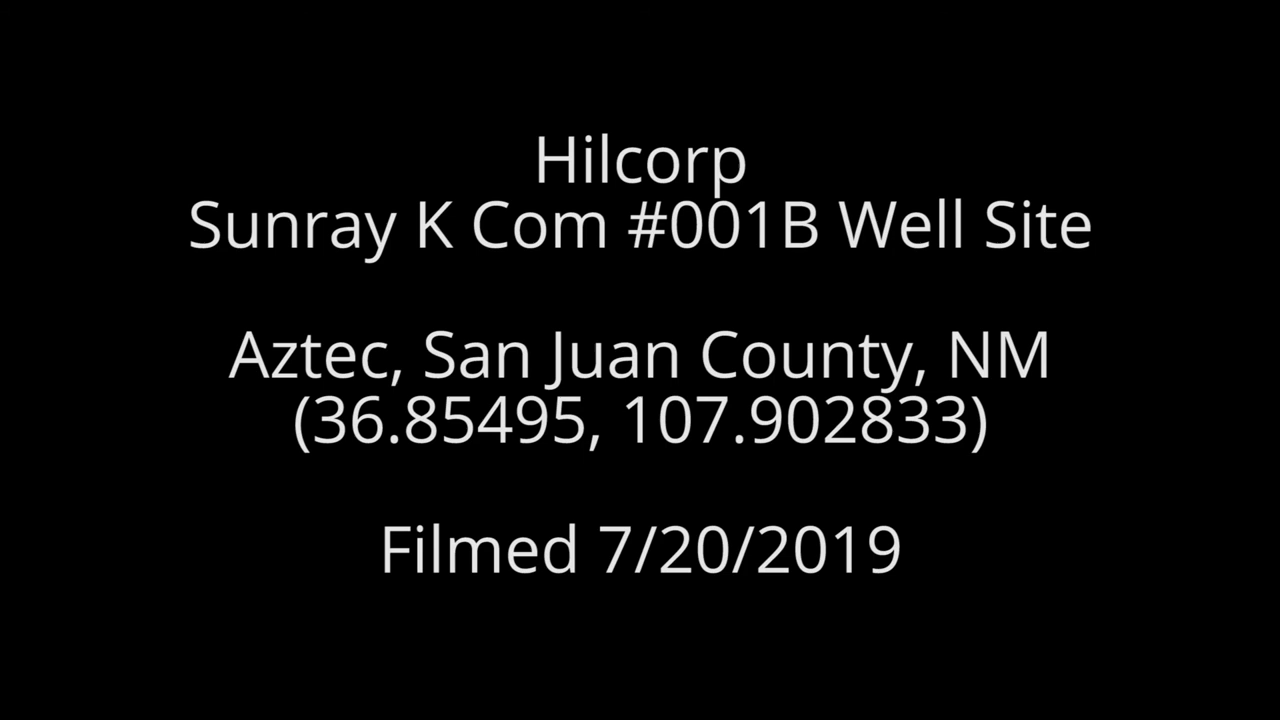 Hilcorp
Sunray K Com #001B Well Site
Aztec, San Juan County, NM
(36.85495, 107.902833)
Filmed 7/20/2019